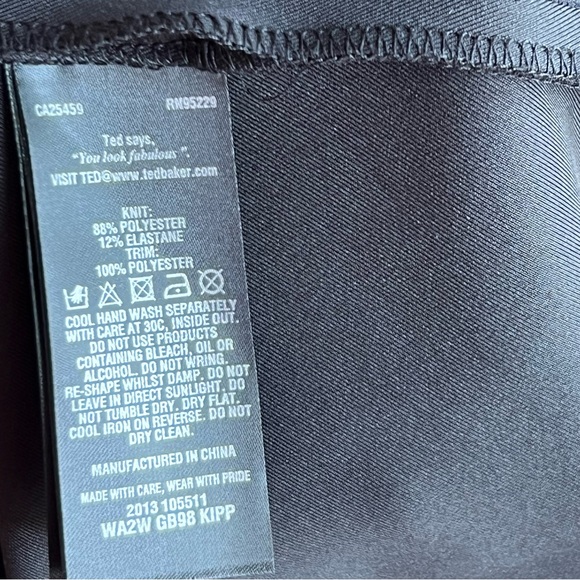 CA25459 RN95229
Ted says,
"You look fabulous".
VISIT TED@www.tedbaker.com
KNIT:
88% POLYESTER
12% ELASTANE
TRIM:
100% POLYESTER
COOL HAND WASH SEPARATELY
WITH CARE AT 30C, INSIDE OUT.
DO NOT USE PRODUCTS
CONTAINING BLEACH, OIL OR
ALCOHOL. DO NOT WRING.
RE-SHAPE WHILST DAMP. DO NOT
LEAVE IN DIRECT SUNLIGHT. DO
NOT TUMBLE DRY. DRY FLAT.
COOL IRON ON REVERSE. DO NOT
DRY CLEAN.
MANUFACTURED IN CHINA
MADE WITH CARE, WEAR WITH PRIDE
2013 105511
WA2W GB98 KIPP